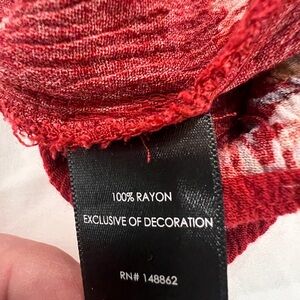 100% RAYON
EXCLUSIVE OF DECORATION
RN# 148862